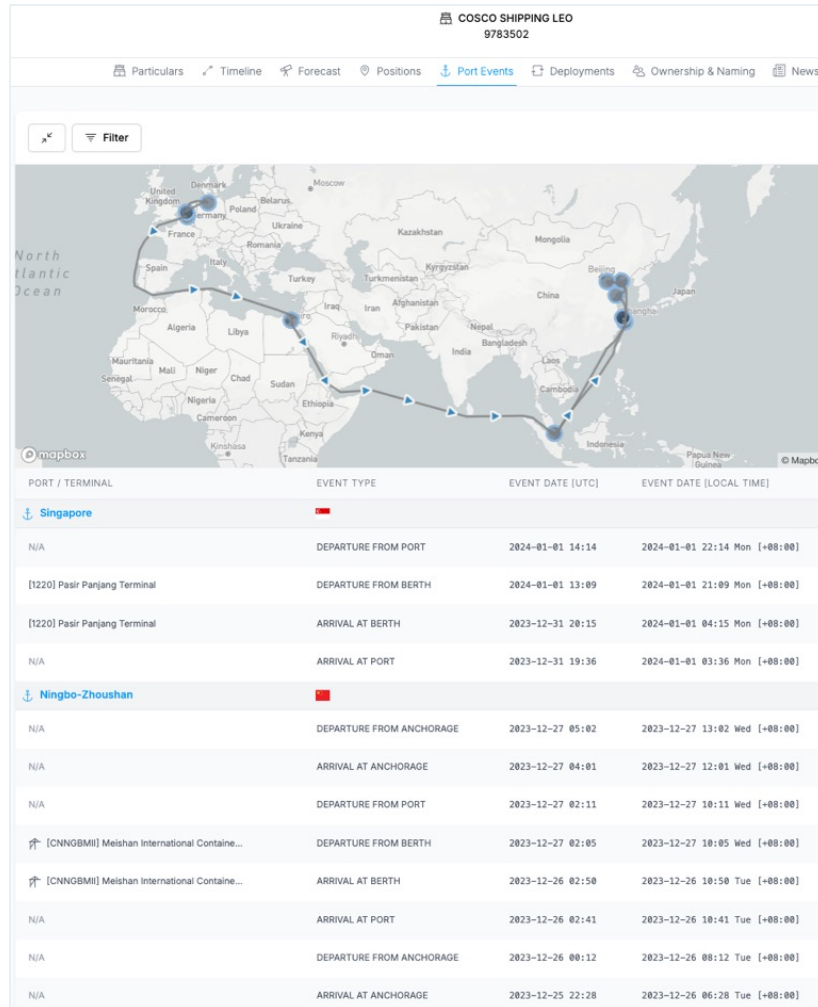 COSCO SHIPPING LEO
9783502
Particulars Timeline Forecast Positions Port Events Deployments Ownership & Naming News
Filter
Moscow
Denmark
United
Kingdom
Belarus
Poland
Germany
Ukraine
France
Kazakhstan
Mongolia
Romania
North
tlantic
Ocean
Italy
Spain
Kyrgyzstan
Beijing
Turkey
Turkmenistan
Japan
China
Afghanistan
Iraq
Iran
Morocco
Shanghai
Algeria
Libya
Pakistan
Nepal
Riyadh
Bangladesh
Oman
India
Laos
Mauritania
Mali
Niger
Senegal
Chad
Sudan
Cambodia
Nigeria
Ethiopia
Cameroon
Kenya
Kinshasa
Indonesia
Papua New
Guinea
Tanzania
mapbox
© Mapbo
PORT / TERMINAL EVENT TYPE EVENT DATE [UTC] EVENT DATE [LOCAL TIME]
Singapore
N/A DEPARTURE FROM PORT 2024-01-01 14:14 2024-01-01 22:14 Mon [+08:00]
[1220] Pasir Panjang Terminal DEPARTURE FROM BERTH 2024-01-01 13:09 2024-01-01 21:09 Mon [+08:00]
[1220] Pasir Panjang Terminal ARRIVAL AT BERTH 2023-12-31 20:15 2024-01-01 04:15 Mon [+08:00]
N/A ARRIVAL AT PORT 2023-12-31 19:36 2024-01-01 03:36 Mon [+08:00]
Ningbo-Zhoushan
N/A DEPARTURE FROM ANCHORAGE 2023-12-27 05:02 2023-12-27 13:02 Wed [+08:00]
N/A ARRIVAL AT ANCHORAGE 2023-12-27 04:01 2023-12-27 12:01 Wed [+08:00]
N/A DEPARTURE FROM PORT 2023-12-27 02:11 2023-12-27 10:11 Wed [+08:00]
[CNNGBMII] Meishan International Containe... DEPARTURE FROM BERTH 2023-12-27 02:05 2023-12-27 10:05 Wed [+08:00]
[CNNGBMII] Meishan International Containe... ARRIVAL AT BERTH 2023-12-26 02:50 2023-12-26 10:50 Tue [+08:00]
N/A ARRIVAL AT PORT 2023-12-26 02:41 2023-12-26 10:41 Tue [+08:00]
N/A DEPARTURE FROM ANCHORAGE 2023-12-26 00:12 2023-12-26 08:12 Tue [+08:00]
N/A ARRIVAL AT ANCHORAGE 2023-12-25 22:28 2023-12-26 06:28 Tue [+08:00]